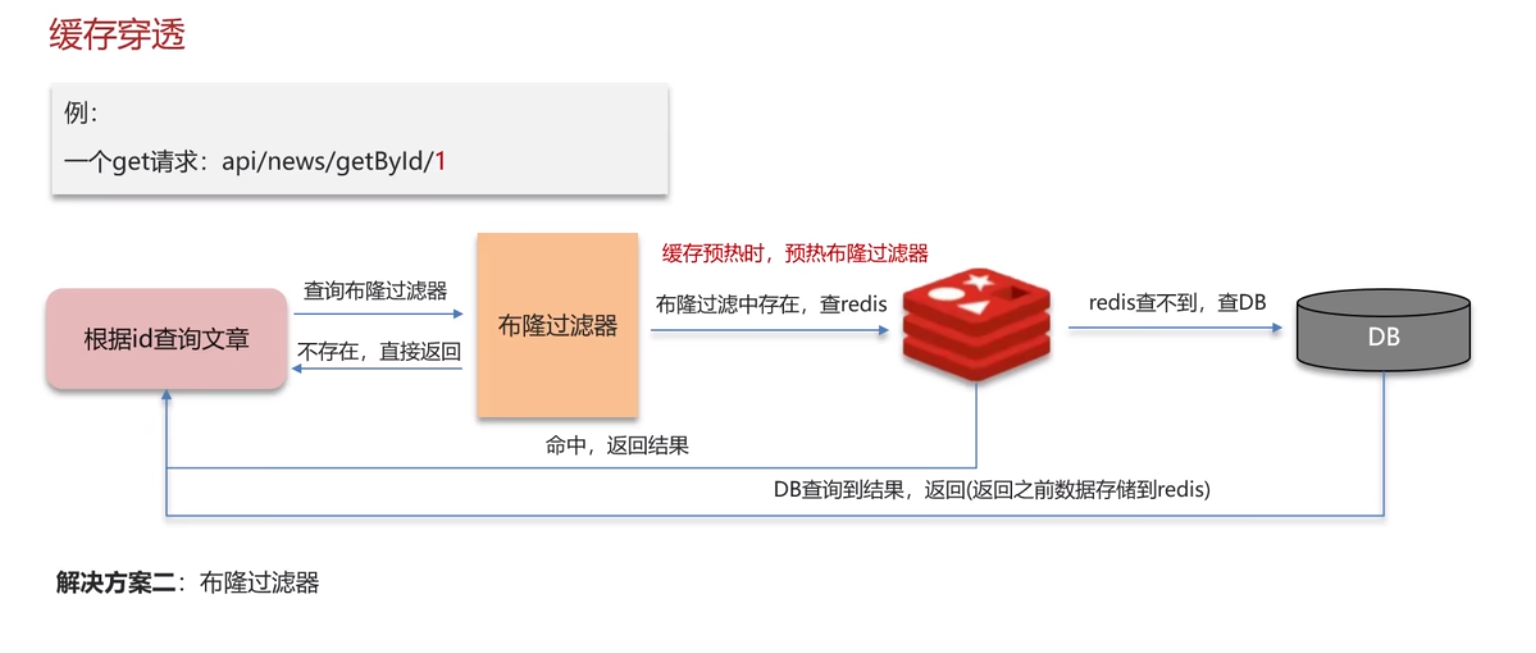 缓存穿透
例：
一个get请求：api/news/getById/1
缓存预热时，预热布隆过滤器
查询布隆过滤器
布隆过滤中存在，查redis
redis查不到，查DB
根据id查询文章
布隆过滤器
DB
不存在，直接返回
命中，返回结果
DB查询到结果，返回(返回之前数据存储到redis)
解决方案二：布隆过滤器